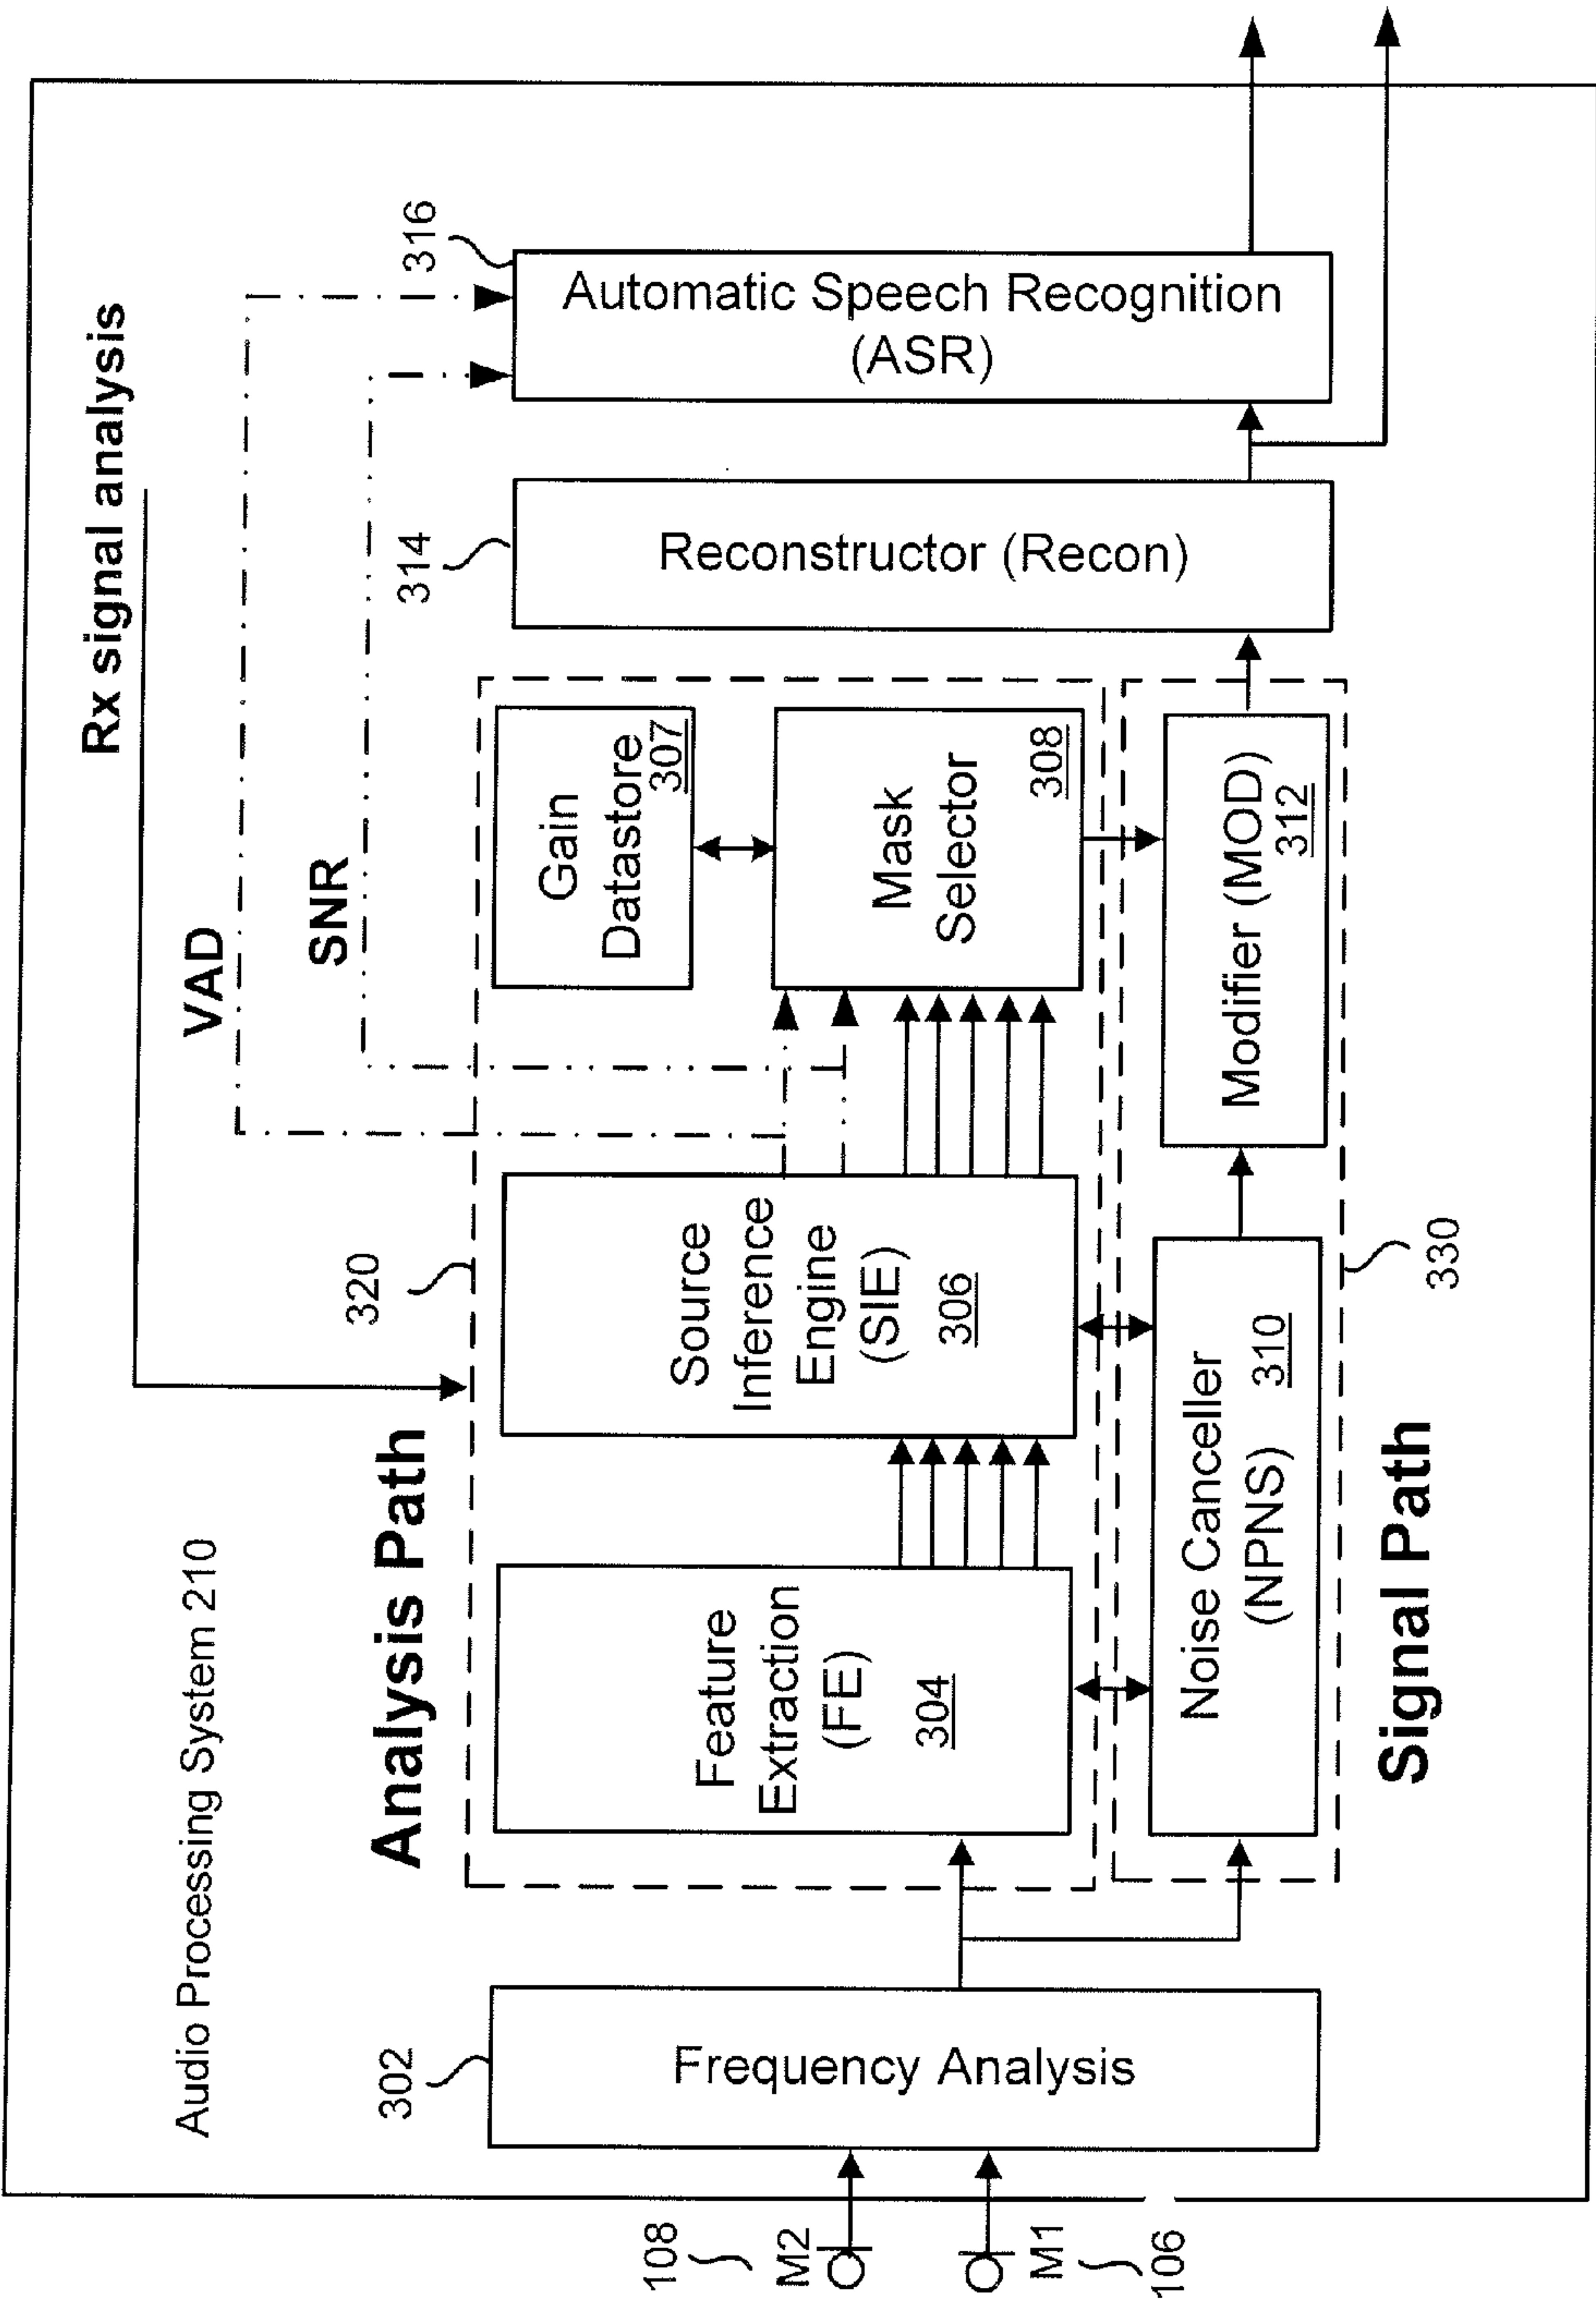 Audio Processing System 210
Rx signal analysis
VAD
SNR
Analysis Path
320
302
Frequency Analysis
108
M2
M1
106
Feature
Extraction
(FE)
304
Source
Inference
Engine
(SIE)
306
Gain
Datastore
307
Mask
Selector
308
Noise Canceller
(NPNS)
310
Modifier (MOD)
312
330
Signal Path
314
Reconstructor (Recon)
316
Automatic Speech Recognition
(ASR)